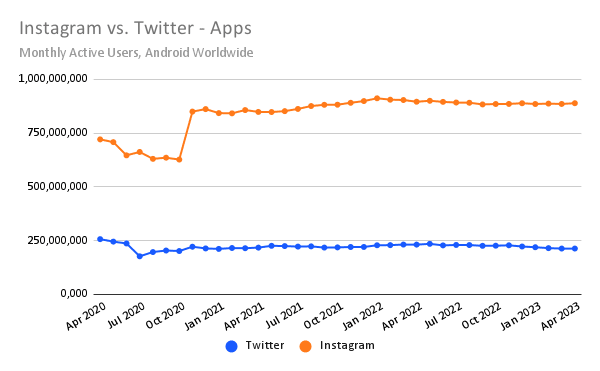 Instagram vs. Twitter - Apps
Monthly Active Users, Android Worldwide
1,000,000,000
750,000,000
500,000,000
250,000,000
0,000
Apr 2020 Jul 2020 Oct 2020 Jan 2021 Apr 2021 Jul 2021 Oct 2021 Jan 2022 Apr 2022 Jul 2022 Oct 2022 Jan 2023 Apr 2023
Twitter Instagram